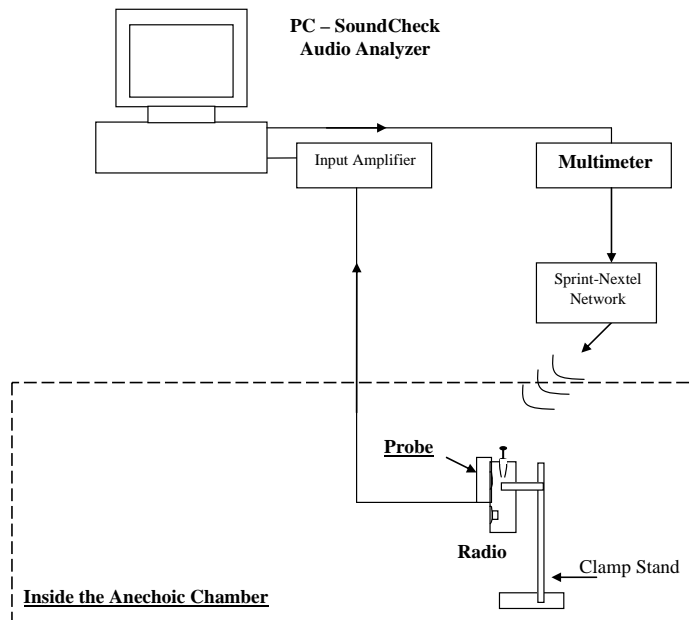 PC – SoundCheck
Audio Analyzer
Input Amplifier
Multimeter
Sprint-Nextel
Network
Probe
Radio
Clamp Stand
Inside the Anechoic Chamber